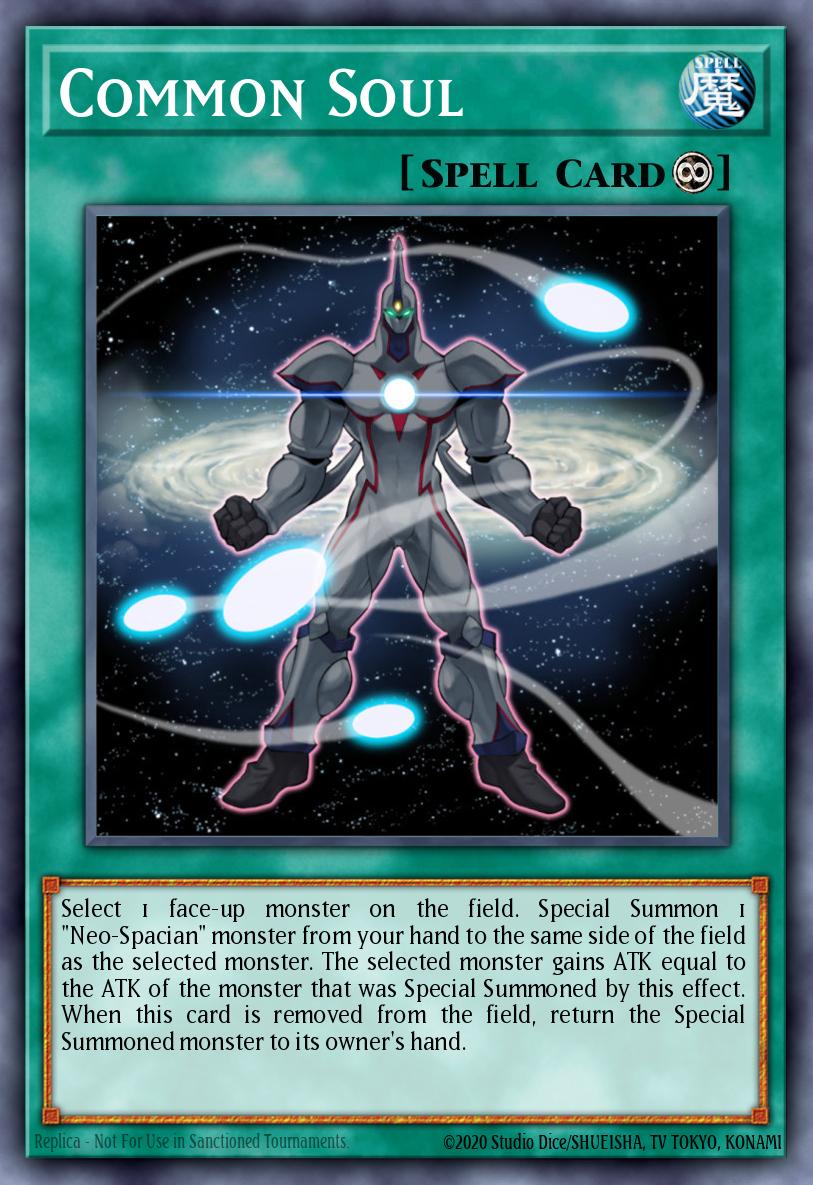 Common Soul
SPELL
魔
[Spell Card]
Select 1 face-up monster on the field. Special Summon 1
"Neo-Spacian" monster from your hand to the same side of the field
as the selected monster. The selected monster gains ATK equal to
the ATK of the monster that was Special Summoned by this effect.
When this card is removed from the field, return the Special
Summoned monster to its owner's hand.
Replica - Not For Use in Sanctioned Tournaments.
©2020 Studio Dice/SHUEISHA, TV TOKYO, KONAMI